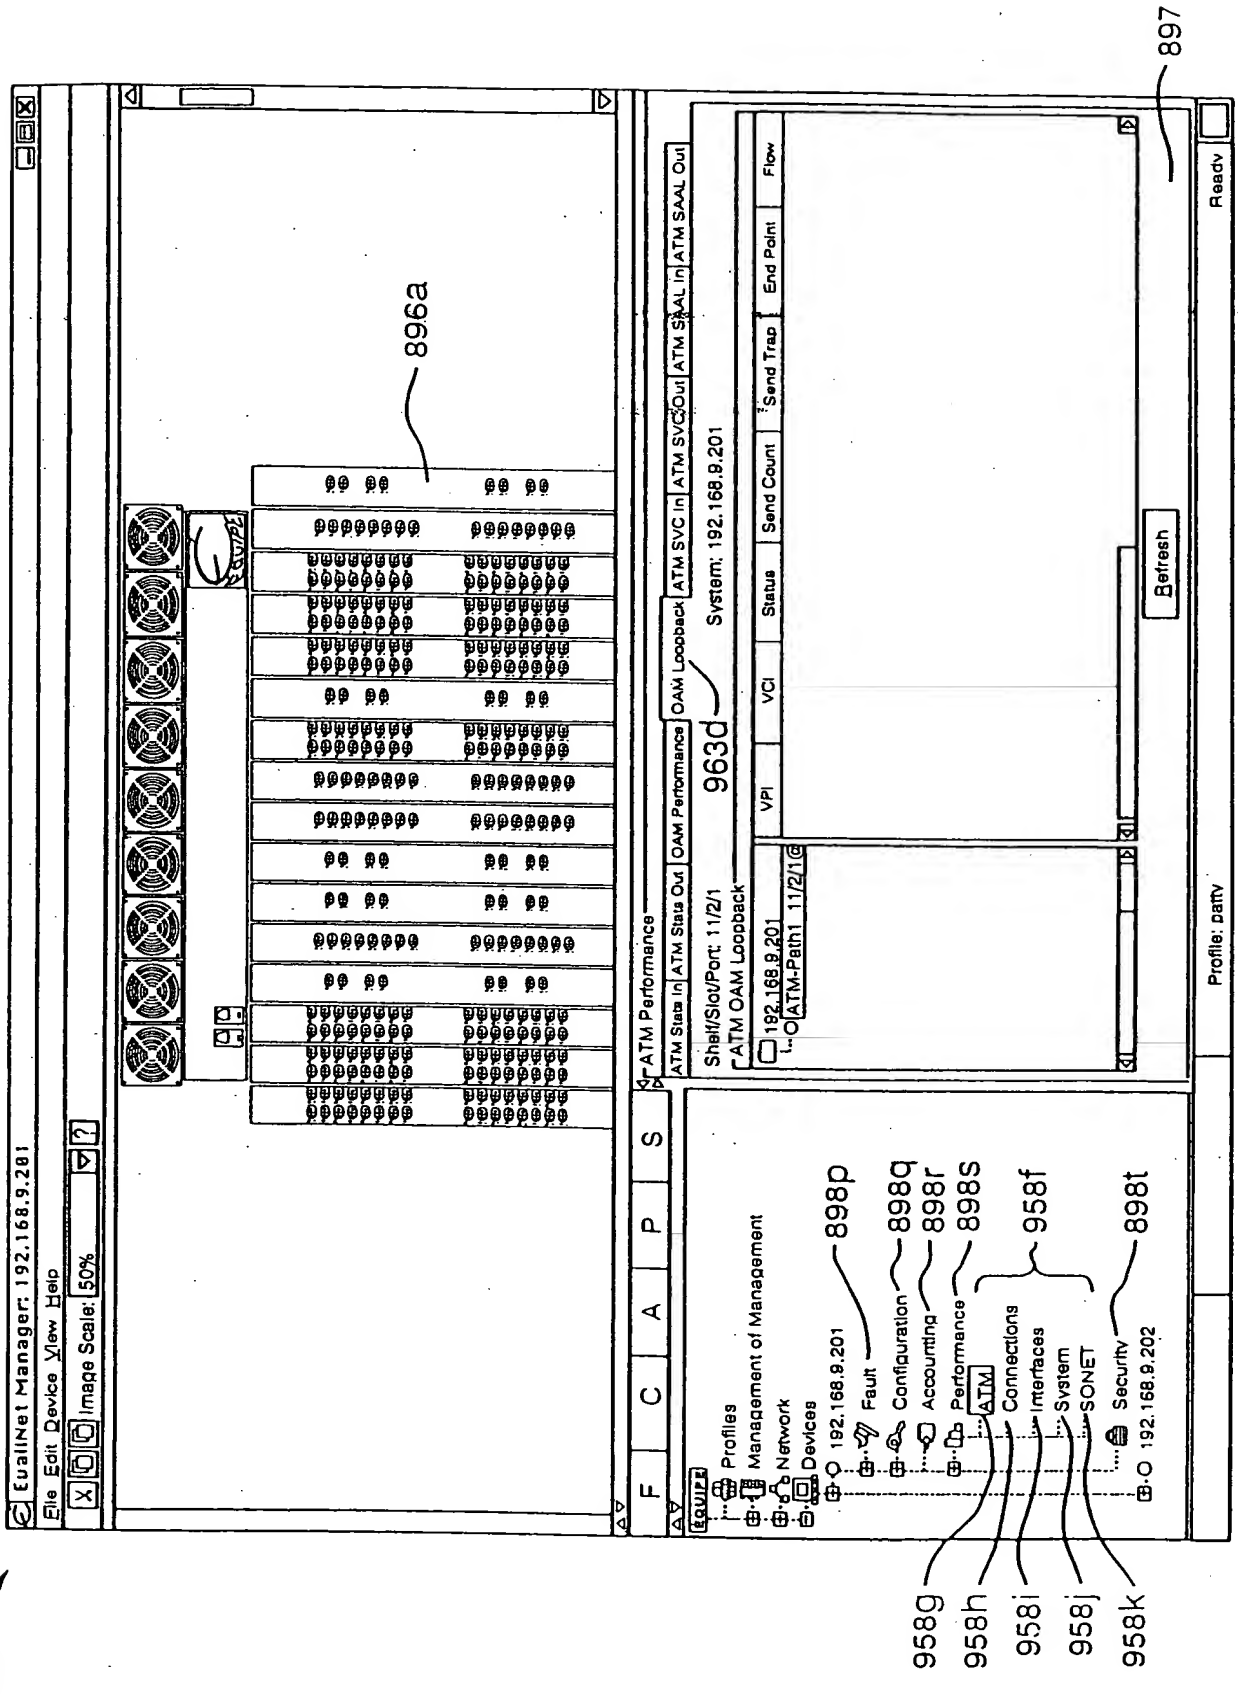 EualiNet Manager: 192.168.9.201
File Edit Device View Help
X Image Scale: 50% ?
896a
F C A P S
EQUIPE
Profiles
Management of Management
Network
Devices
192.168.9.201
Fault
Configuration
Accounting
Performance
ATM
Connections
Interfaces
System
SONET
Security
192.168.9.202
898p
898q
898r
898s
958f
898t
958g
958h
958i
958j
958k
ATM Performance
ATM Stats In ATM Stats Out OAM Performance OAM Loopback ATM SVC In ATM SVC Out ATM SAAL In ATM SAAL Out
Shelf/Slot/Port: 11/2/1 System: 192.168.9.201
963d
ATM OAM Loopback
192.168.9.201
ATM-Path1 11/2/1@
VPI VCI Status Send Count Send Trap End Point Flow
Refresh
897
Profile: patty Ready